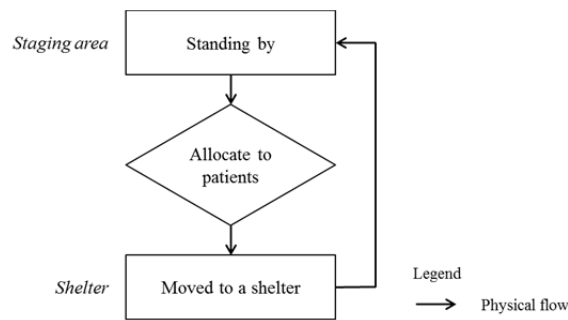 Staging area
Standing by
Allocate to
patients
Shelter
Moved to a shelter
Legend
Physical flow